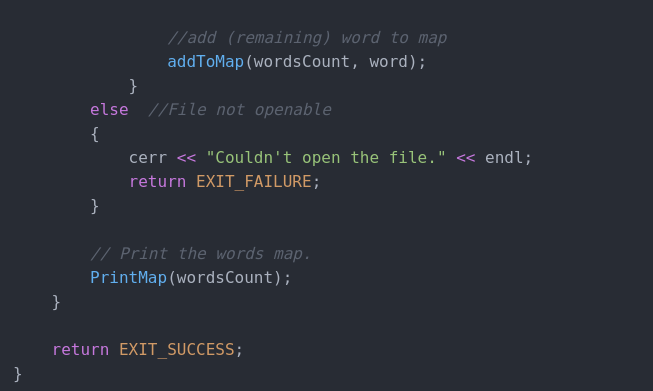 //add (remaining) word to map
addToMap(wordsCount, word);
}
else  //File not openable
{
cerr << "Couldn't open the file." << endl;
return EXIT_FAILURE;
}
// Print the words map.
PrintMap(wordsCount);
}
return EXIT_SUCCESS;
}